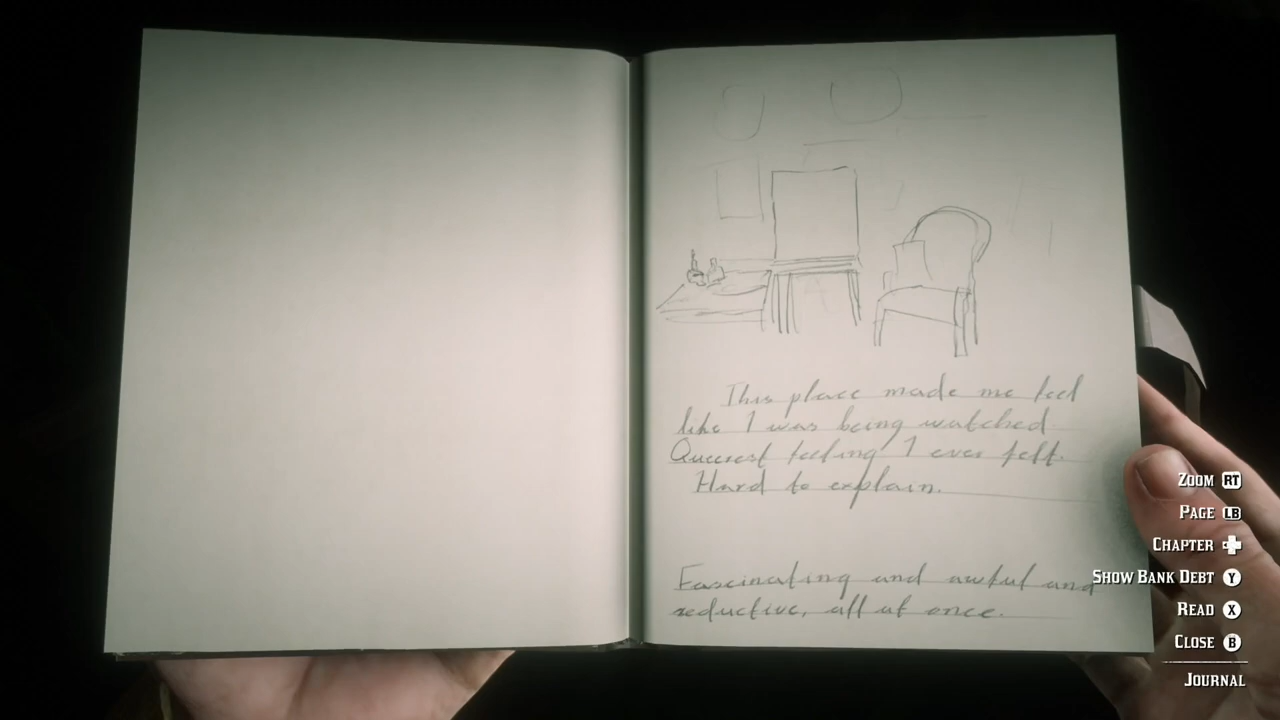 This place made me feel
like I was being watched
Queerest feeling I ever felt.
Hard to explain.
Fascinating and awful and
seductive, all at once.
ZOOM RT
PAGE LB
CHAPTER
SHOW BANK DEBT Y
READ X
CLOSE B
JOURNAL